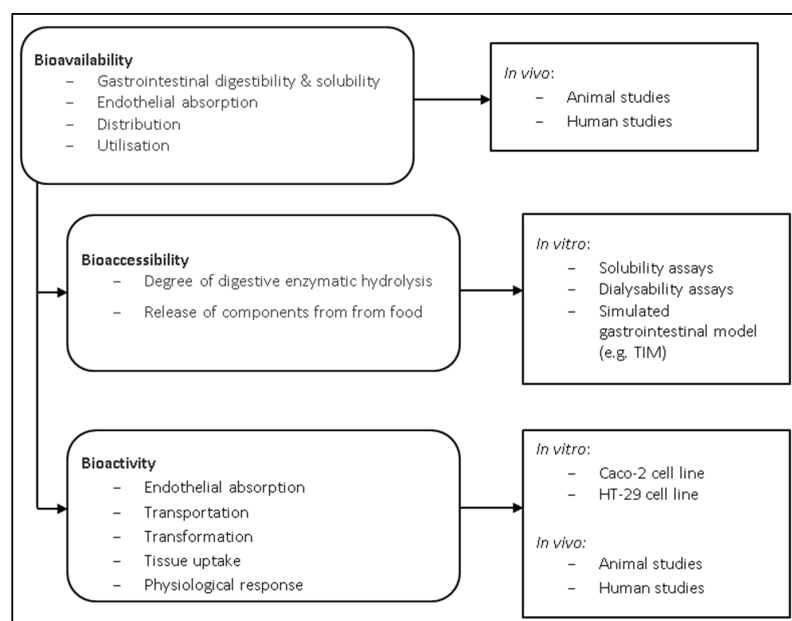 Bioavailability
– Gastrointestinal digestibility & solubility
– Endothelial absorption
– Distribution
– Utilisation
In vivo:
– Animal studies
– Human studies
Bioaccessibility
– Degree of digestive enzymatic hydrolysis
– Release of components from from food
In vitro:
– Solubility assays
– Dialysability assays
– Simulated
gastrointestinal model
(e.g. TIM)
Bioactivity
– Endothelial absorption
– Transportation
– Transformation
– Tissue uptake
– Physiological response
In vitro:
– Caco-2 cell line
– HT-29 cell line
In vivo:
– Animal studies
– Human studies